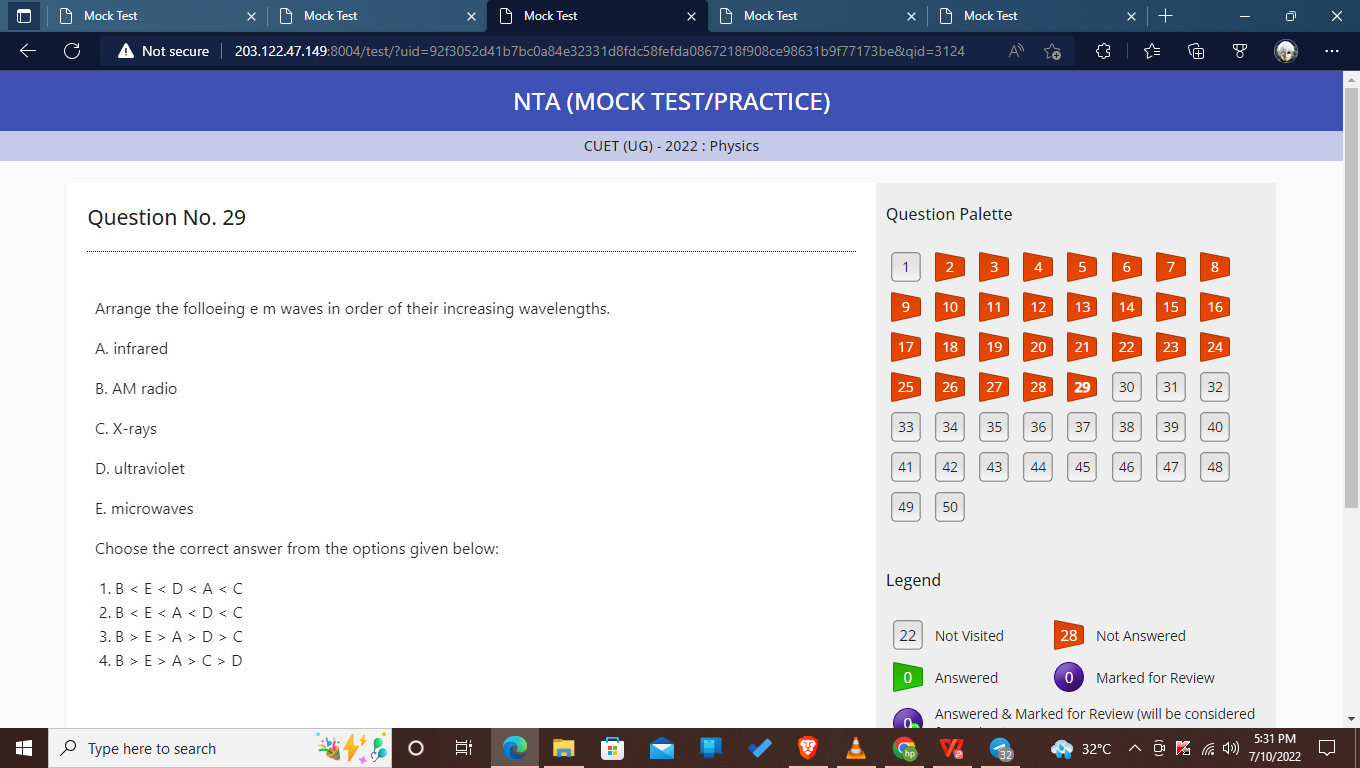 Mock Test
Mock Test
Mock Test
Mock Test
Mock Test
Not secure
203.122.47.149:8004/test/?uid=92f3052d41b7bc0a84e32331d8fdc58fefda0867218f908ce98631b9f77173be&qid=3124
NTA (MOCK TEST/PRACTICE)
CUET (UG) - 2022 : Physics
Question No. 29
Arrange the folloeing e m waves in order of their increasing wavelengths.
A. infrared
B. AM radio
C. X-rays
D. ultraviolet
E. microwaves
Choose the correct answer from the options given below:
1. B < E < D < A < C
2. B < E < A < D < C
3. B > E > A > D > C
4. B > E > A > C > D
Question Palette
1 2 3 4 5 6 7 8
9 10 11 12 13 14 15 16
17 18 19 20 21 22 23 24
25 26 27 28 29 30 31 32
33 34 35 36 37 38 39 40
41 42 43 44 45 46 47 48
49 50
Legend
22 Not Visited
28 Not Answered
0 Answered
0 Marked for Review
0 Answered & Marked for Review (will be considered
Type here to search
hp
32
32°C
5:31 PM
7/10/2022